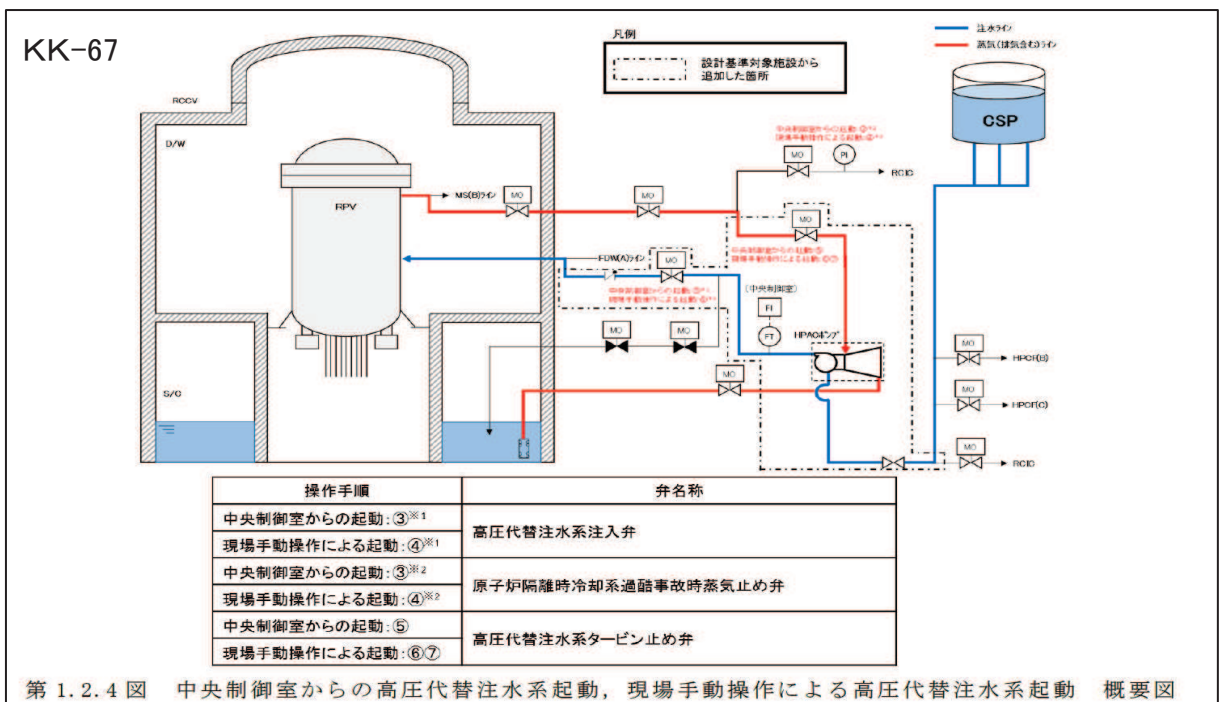 KK-67
凡例
設計基準対象施設から
追加した箇所
注水ライン
蒸気(排気含む)ライン
CSP
RCCV
D/W
RPV
MS(B)ライン
MO
MO
中央制御室からの起動:③※2
現場手動操作による起動:④※2
MO
PI
RCIC
MO
中央制御室からの起動:⑤
現場手動操作による起動:⑥⑦
FDW(A)ライン
MO
中央制御室からの起動:③※1
現場手動操作による起動:④※1
(中央制御室)
FI
FT
HPACポンプ
MO
MO
MO
MO
HPCF(B)
MO
HPCF(C)
MO
RCIC
S/C
操作手順
弁名称
中央制御室からの起動:③※1
現場手動操作による起動:④※1
高圧代替注水系注入弁
中央制御室からの起動:③※2
現場手動操作による起動:④※2
原子炉隔離時冷却系過酷事故時蒸気止め弁
中央制御室からの起動:⑤
現場手動操作による起動:⑥⑦
高圧代替注水系タービン止め弁
第 1.2.4 図 中央制御室からの高圧代替注水系起動, 現場手動操作による高圧代替注水系起動 概要図